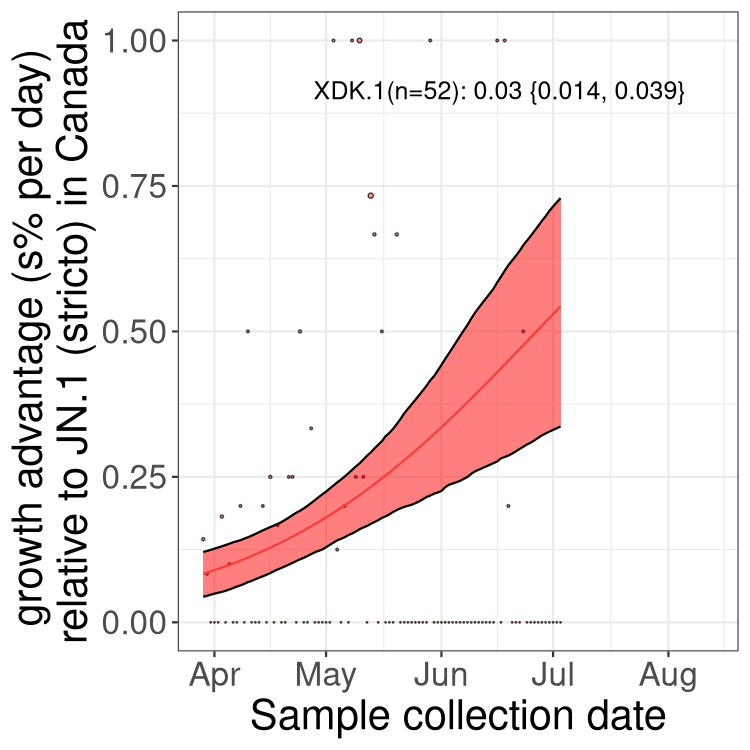 growth advantage (s% per day)
relative to JN.1 (stricto) in Canada
1.00
0.75
0.50
0.25
0.00
XDK.1(n=52): 0.03 {0.014, 0.039}
Apr May Jun Jul Aug
Sample collection date